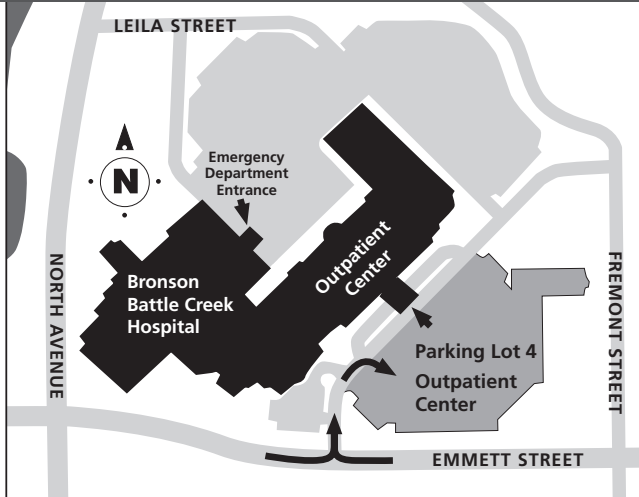 LEILA STREET
Emergency
Department
Entrance
N
NORTH AVENUE
Bronson
Battle Creek
Hospital
Outpatient
Center
FREMONT STREET
Parking Lot 4
Outpatient
Center
EMMETT STREET